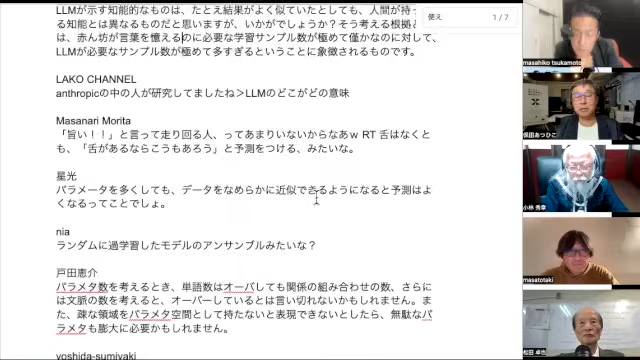 LLMが示す知能的なものは、たとえ結果がよく似ていたとしても、人間が持っ
る知能とは異なるものだと思いますが、いかがでしょうか？そう考える根拠と
は、赤ん坊が言葉を憶えるのに必要な学習サンプル数が極めて僅かなのに対して、
LLMが必要なサンプル数が極めて多すぎるということに象徴されるものです。
LAKO CHANNEL
anthropicの中の人が研究してましたね＞LLMのどこがどの意味
Masanari Morita
「旨い！！」と言って走り回る人、ってあまりいないからなあｗ RT 舌はなくと
も、「舌があるならこうもあろう」と予測をつける、みたいな。
星光
パラメータを多くしても、データをなめらかに近似できるようになると予測はよ
くなるってことでしょ。
nia
ランダムに過学習したモデルのアンサンブルみたいな？
戸田恵介
パラメタ数を考えるとき、単語数はオーバしても関係の組み合わせの数、さらに
は文脈の数を考えると、オーバーしているとは言い切れないかもしれません。ま
た、疎な領域をパラメタ空間として持たないと表現できないとしたら、無駄なパ
ラメタも膨大に必要かもしれません。
yoshida-sumiyaki
使え
1 / 7
masahiko tsukamoto
保田あつひこ
小林 秀章
masatotaki
松田 卓也